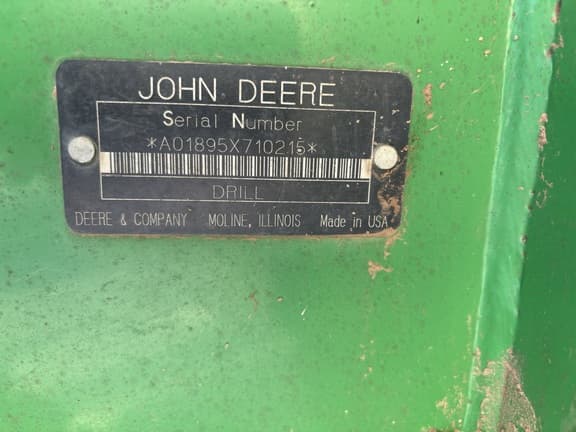 JOHN DEERE
Serial Number
*A01895X710215*
DRILL
DEERE & COMPANY MOLINE, ILLINOIS Made in USA